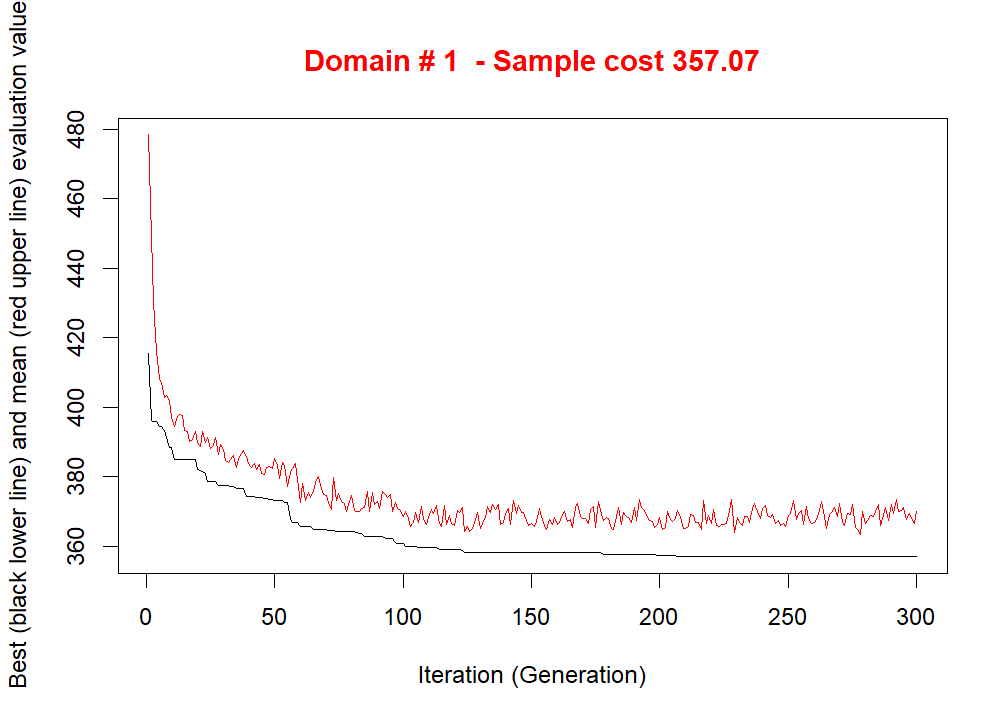 Domain # 1  - Sample cost 357.07
Best (black lower line) and mean (red upper line) evaluation value
480
460
440
420
400
380
360
0 50 100 150 200 250 300
Iteration (Generation)